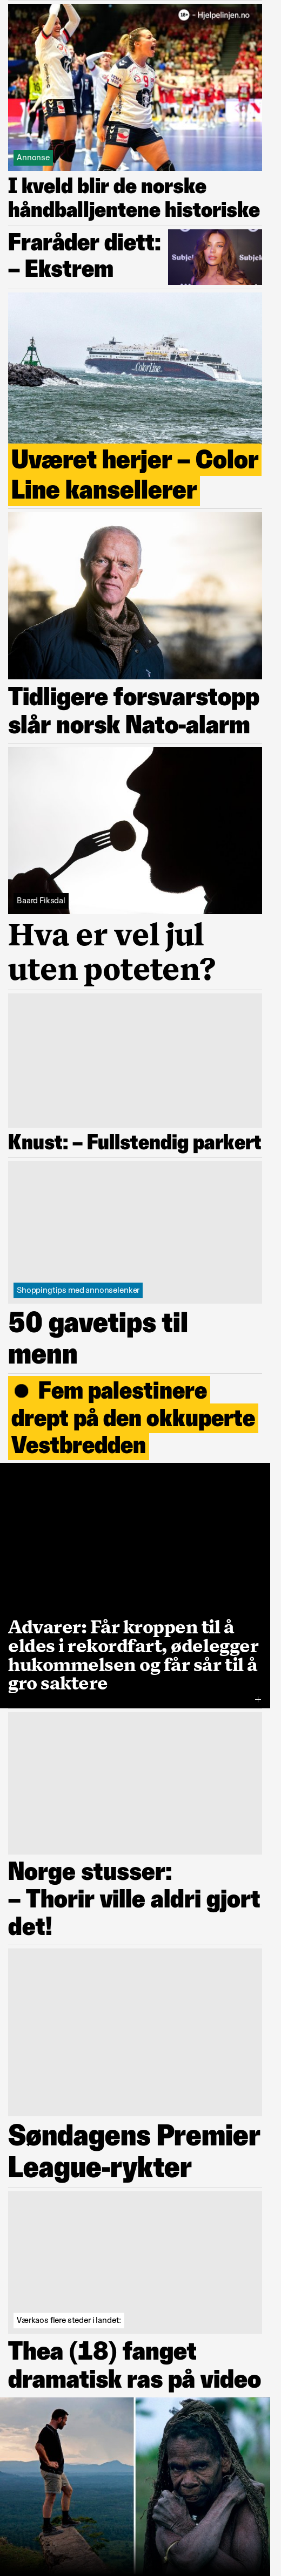 18+ - Hjelpelinjen.no
Annonse
I kveld blir de norske
håndballjentene historiske
Fraråder diett:
– Ekstrem
Subje
Subjek
ColorLine
Uværet herjer – Color
Line kansellerer
Tidligere forsvarstopp
slår norsk Nato-alarm
Baard Fiksdal
Hva er vel jul
uten poteten?
Knust: – Fullstendig parkert
Shoppingtips med annonselenker
50 gavetips til
menn
Fem palestinere
drept på den okkuperte
Vestbredden
Advarer: Får kroppen til å
eldes i rekordfart, ødelegger
hukommelsen og får sår til å
gro saktere
+
Norge stusser:
– Thorir ville aldri gjort
det!
Søndagens Premier
League-rykter
Værkaos flere steder i landet:
Thea (18) fanget
dramatisk ras på video